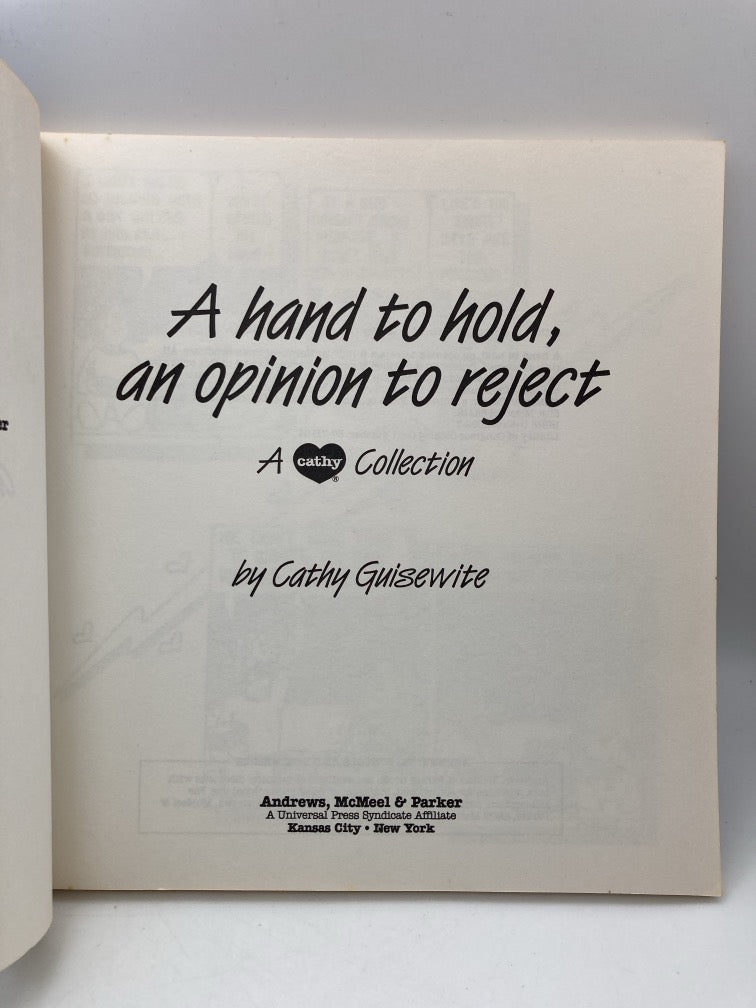 A hand to hold,
an opinion to reject
A cathy® Collection
by Cathy Guisewite
Andrews, McMeel & Parker
A Universal Press Syndicate Affiliate
Kansas City • New York